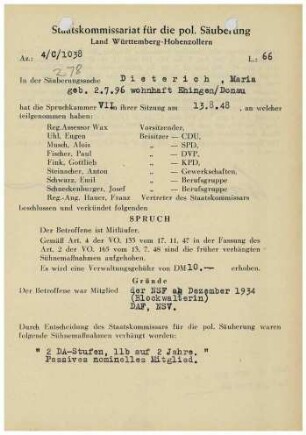 Staatskommissariat für die pol. Säuberung
Land Württemberg-Hohenzollern
Az.: 4/C/1038 L.: 66
278
In der Säuberungssache Dieterich, Maria
geb. 2.7.96 wohnhaft Ehingen/Donau
hat die Spruchkammer VII in ihrer Sitzung am 13.8.48, an welcher
teilgenommen haben:
Reg.Assessor Wax Vorsitzender,
Uhl, Eugen Beisitzer — CDU,
Musch, Alois „ — SPD,
Fischer, Paul „ — DVP,
Fink, Gottlieb „ — KPD,
Steinacher, Anton „ — Gewerkschaft,
Schwarz, Emil „ — Berufsgruppe
Schneckenburger, Josef „ — Berufsgruppe
Reg.-Ang. Hauer, Franz Vertreter des Staatskommissars
beschlossen und verkündet folgenden
SPRUCH
Der Betroffene ist Mitläufer.
Gemäß Art. 4 der VO. 133 vom 17. 11. 47 in der Fassung des
Art. 2 der VO. 165 vom 13. 7. 48 sind die früher verhängten
Sühnemaßnahmen aufgehoben.
Es wird eine Verwaltungsgebühr von DM 10.— erhoben.
Gründe
Der Betroffene war Mitglied der NSF ab Dezember 1934
(Blockwalterin)
DAF, NSV.
Durch Entscheidung des Staatskommissars für die pol. Säuberung waren
folgende Sühnemaßnahmen verhängt worden:
" 2 DA-Stufen, 11b auf 2 Jahre. "
Passives nominelles Mitglied.